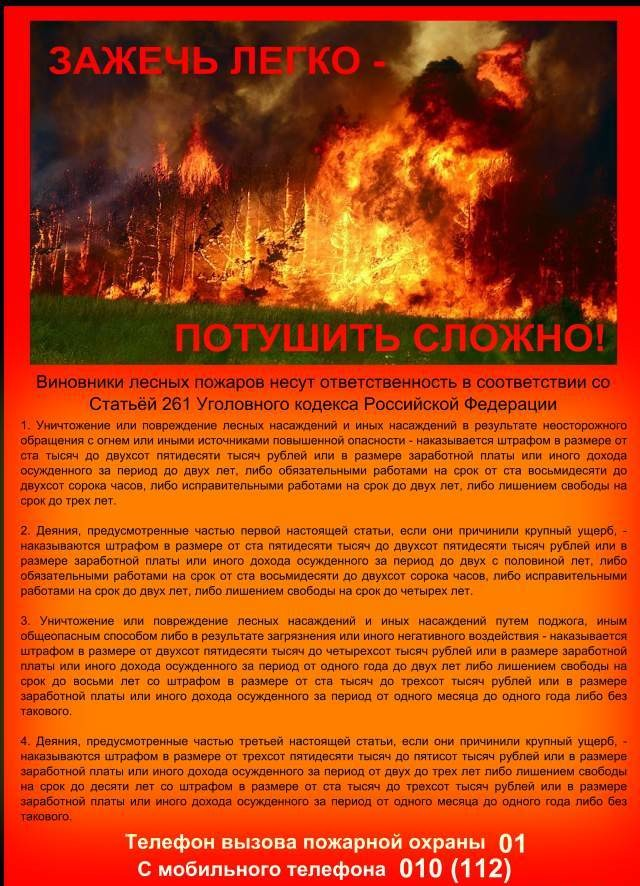 ЗАЖЕЧЬ ЛЕГКО -
ПОТУШИТЬ СЛОЖНО!
Виновники лесных пожаров несут ответственность в соответствии со
Статьёй 261 Уголовного кодекса Российской Федерации
1. Уничтожение или повреждение лесных насаждений и иных насаждений в результате неосторожного
обращения с огнем или иными источниками повышенной опасности - наказывается штрафом в размере от
ста тысяч до двухсот пятидесяти тысяч рублей или в размере заработной платы или иного дохода
осужденного за период до двух лет, либо обязательными работами на срок от ста восьмидесяти до
двухсот сорока часов, либо исправительными работами на срок до двух лет, либо лишением свободы на
срок до трех лет.
2. Деяния, предусмотренные частью первой настоящей статьи, если они причинили крупный ущерб, -
наказываются штрафом в размере от ста пятидесяти тысяч до двухсот пятидесяти тысяч рублей или в
размере заработной платы или иного дохода осужденного за период до двух с половиной лет, либо
обязательными работами на срок от ста восьмидесяти до двухсот сорока часов, либо исправительными
работами на срок до двух лет, либо лишением свободы на срок до четырех лет.
3. Уничтожение или повреждение лесных насаждений и иных насаждений путем поджога, иным
общеопасным способом либо в результате загрязнения или иного негативного воздействия - наказывается
штрафом в размере от двухсот пятидесяти тысяч до четырехсот тысяч рублей или в размере заработной
платы или иного дохода осужденного за период от одного года до двух лет либо лишением свободы на
срок до восьми лет со штрафом в размере от ста тысяч до трехсот тысяч рублей или в размере
заработной платы или иного дохода осужденного за период от одного месяца до одного года либо без
такового.
4. Деяния, предусмотренные частью третьей настоящей статьи, если они причинили крупный ущерб, -
наказываются штрафом в размере от трехсот пятидесяти тысяч до пятисот тысяч рублей или в размере
заработной платы или иного дохода осужденного за период от двух до трех лет либо лишением свободы
на срок до десяти лет со штрафом в размере от ста тысяч до трехсот тысяч рублей или в размере
заработной платы или иного дохода осужденного за период от одного месяца до одного года либо без
такового.
Телефон вызова пожарной охраны 01
С мобильного телефона 010 (112)